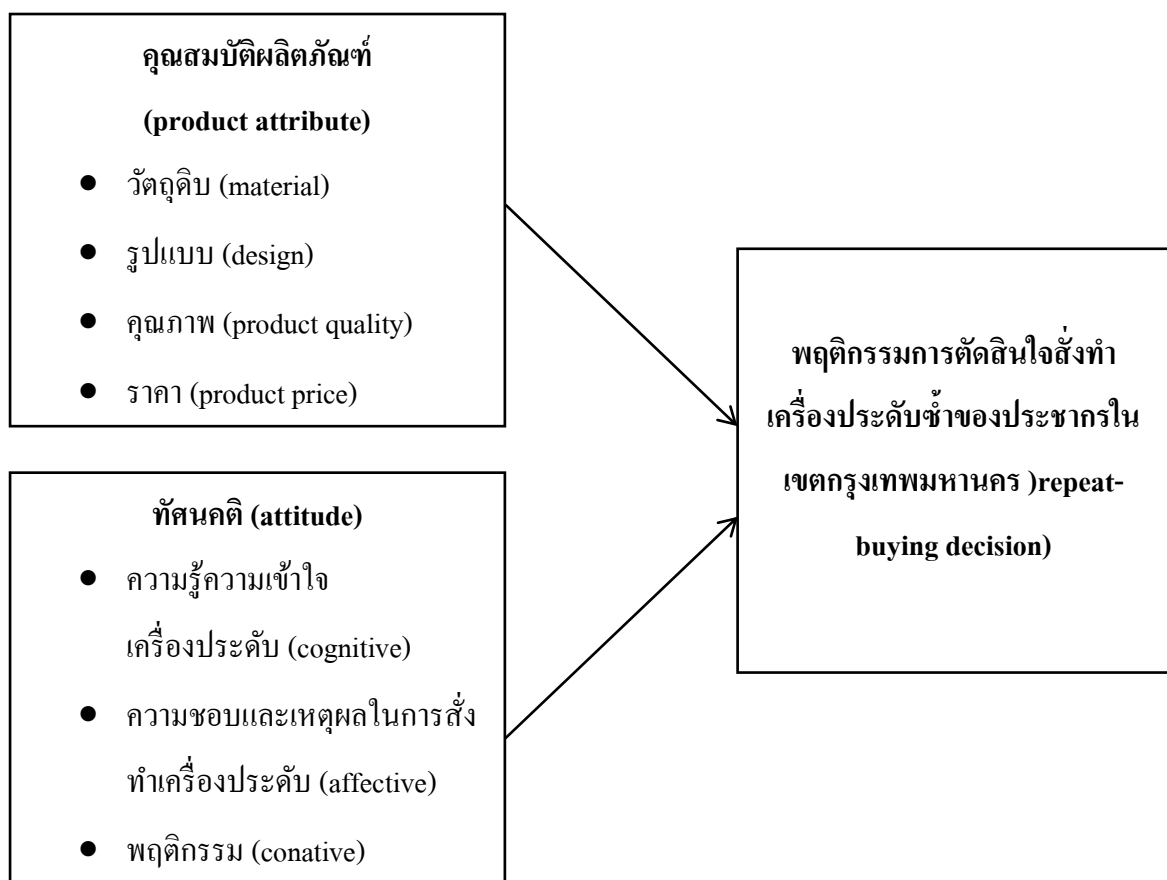 คุณสมบัติผลิตภัณฑ์
(product attribute)
● วัตถุดิบ (material)
● รูปแบบ (design)
● คุณภาพ (product quality)
● ราคา (product price)
ทัศนคติ (attitude)
● ความรู้ความเข้าใจ
เครื่องประดับ (cognitive)
● ความชอบและเหตุผลในการสั่ง
ทำเครื่องประดับ (affective)
● พฤติกรรม (conative)
พฤติกรรมการตัดสินใจสั่งทำ
เครื่องประดับซ้ำของประชากรใน
เขตกรุงเทพมหานคร )repeat-
buying decision)